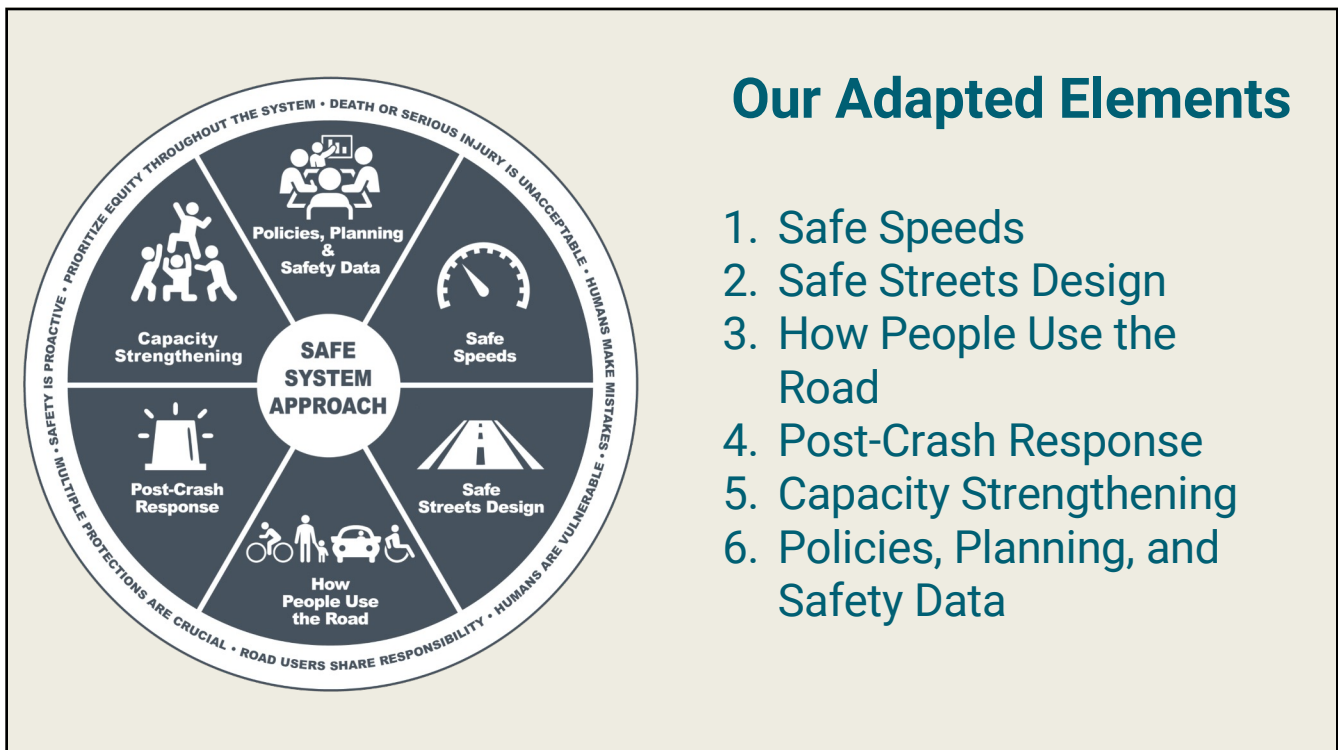 PRIORITIZE EQUITY THROUGHOUT THE SYSTEM • DEATH OR SERIOUS INJURY IS UNACCEPTABLE • HUMANS MAKE MISTAKES • HUMANS ARE VULNERABLE • ROAD USERS SHARE RESPONSIBILITY • MULTIPLE PROTECTIONS ARE CRUCIAL • SAFETY IS PROACTIVE •
Policies, Planning
&
Safety Data
Safe
Speeds
Safe
Streets Design
How
People Use
the Road
Post-Crash
Response
Capacity
Strengthening
SAFE
SYSTEM
APPROACH
Our Adapted Elements
1. Safe Speeds
2. Safe Streets Design
3. How People Use the
Road
4. Post-Crash Response
5. Capacity Strengthening
6. Policies, Planning, and
Safety Data